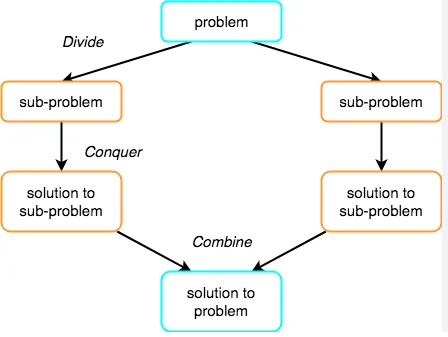 problem
Divide
sub-problem
sub-problem
Conquer
solution to
sub-problem
solution to
sub-problem
Combine
solution to
problem